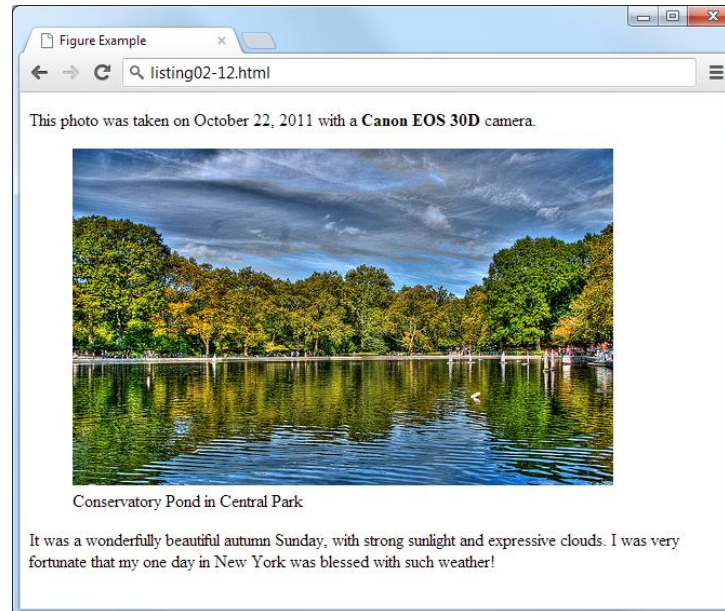 Figure Example
listing02-12.html
This photo was taken on October 22, 2011 with a Canon EOS 30D camera.
Conservatory Pond in Central Park
It was a wonderfully beautiful autumn Sunday, with strong sunlight and expressive clouds. I was very
fortunate that my one day in New York was blessed with such weather!